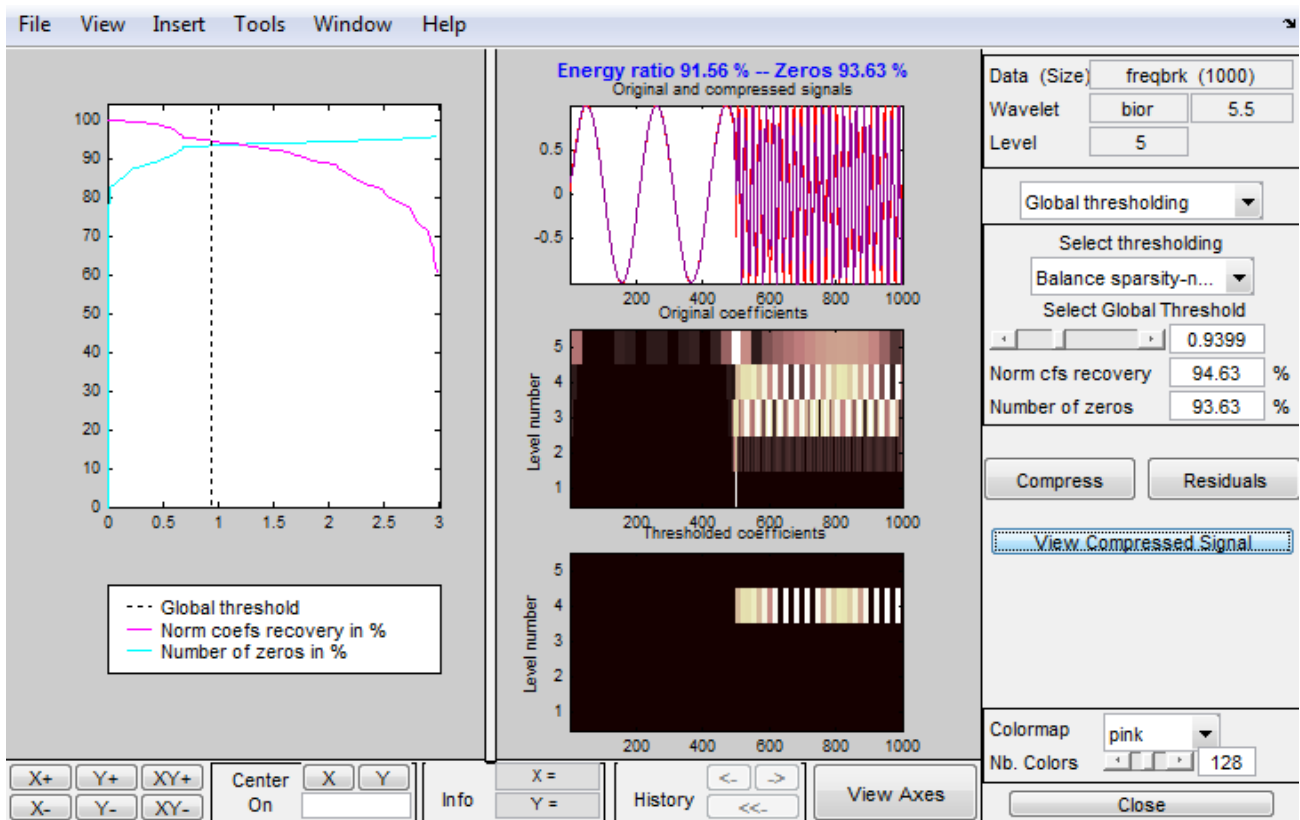 File View Insert Tools Window Help
100
90
80
70
60
50
40
30
20
10
0
0 0.5 1 1.5 2 2.5 3
Global threshold
Norm coefs recovery in %
Number of zeros in %
Energy ratio 91.56 % -- Zeros 93.63 %
Original and compressed signals
0.5
0
-0.5
200 400 600 800 1000
Original coefficients
Level number
5
4
3
2
1
200 400 600 800 1000
Thresholded coefficients
Level number
5
4
3
2
1
200 400 600 800 1000
Data (Size) freqbrk (1000)
Wavelet bior 5.5
Level 5
Global thresholding
Select thresholding
Balance sparsity-n...
Select Global Threshold
0.9399
Norm cfs recovery 94.63 %
Number of zeros 93.63 %
Compress Residuals
View Compressed Signal
Colormap pink
Nb. Colors 128
Close
X+ Y+ XY+
X- Y- XY-
Center
On
X Y
Info
X =
Y =
History
<- ->
<<-
View Axes